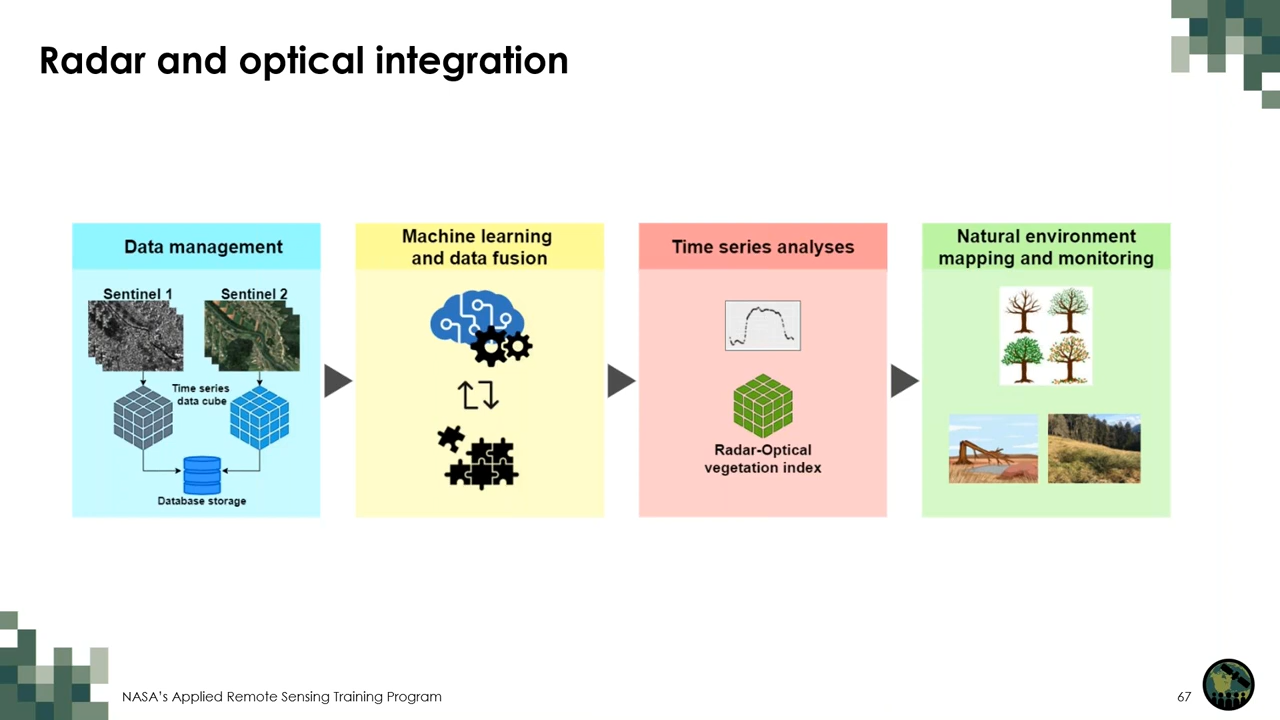 Radar and optical integration
Data management
Sentinel 1
Sentinel 2
Time series
data cube
Database storage
Machine learning
and data fusion
Time series analyses
Radar-Optical
vegetation index
Natural environment
mapping and monitoring
NASA's Applied Remote Sensing Training Program
67